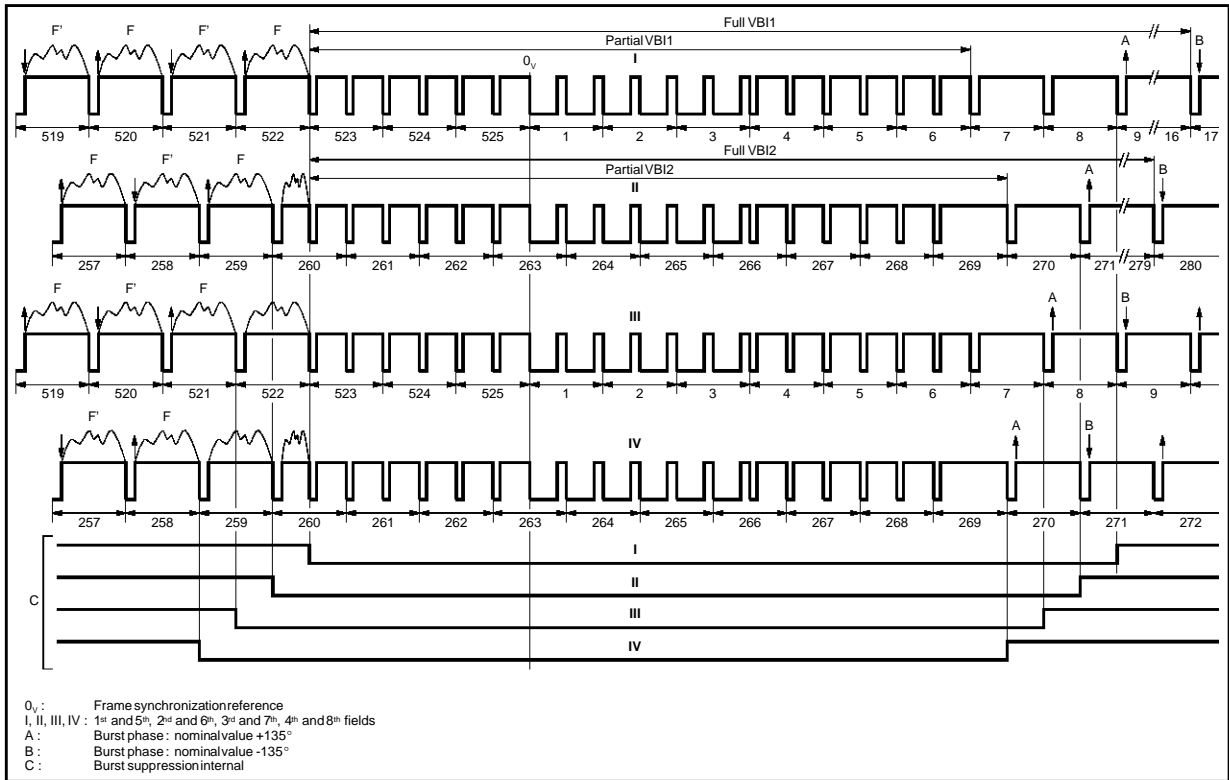 F' F F' F Full VBI1
Partial VBI1
0V I A B
519 520 521 522 523 524 525 1 2 3 4 5 6 7 8 9 16 17
F F' F Full VBI2
Partial VBI2
II A B
257 258 259 260 261 262 263 264 265 266 267 268 269 270 271 279 280
F F' F
III A B
519 520 521 522 523 524 525 1 2 3 4 5 6 7 8 9
F' F
IV A B
257 258 259 260 261 262 263 264 265 266 267 268 269 270 271 272
I
II
C
III
IV
0V : Frame synchronization reference
I, II, III, IV : 1st and 5th, 2nd and 6th, 3rd and 7th, 4th and 8th fields
A : Burst phase : nominal value +135°
B : Burst phase : nominal value -135°
C : Burst suppression internal